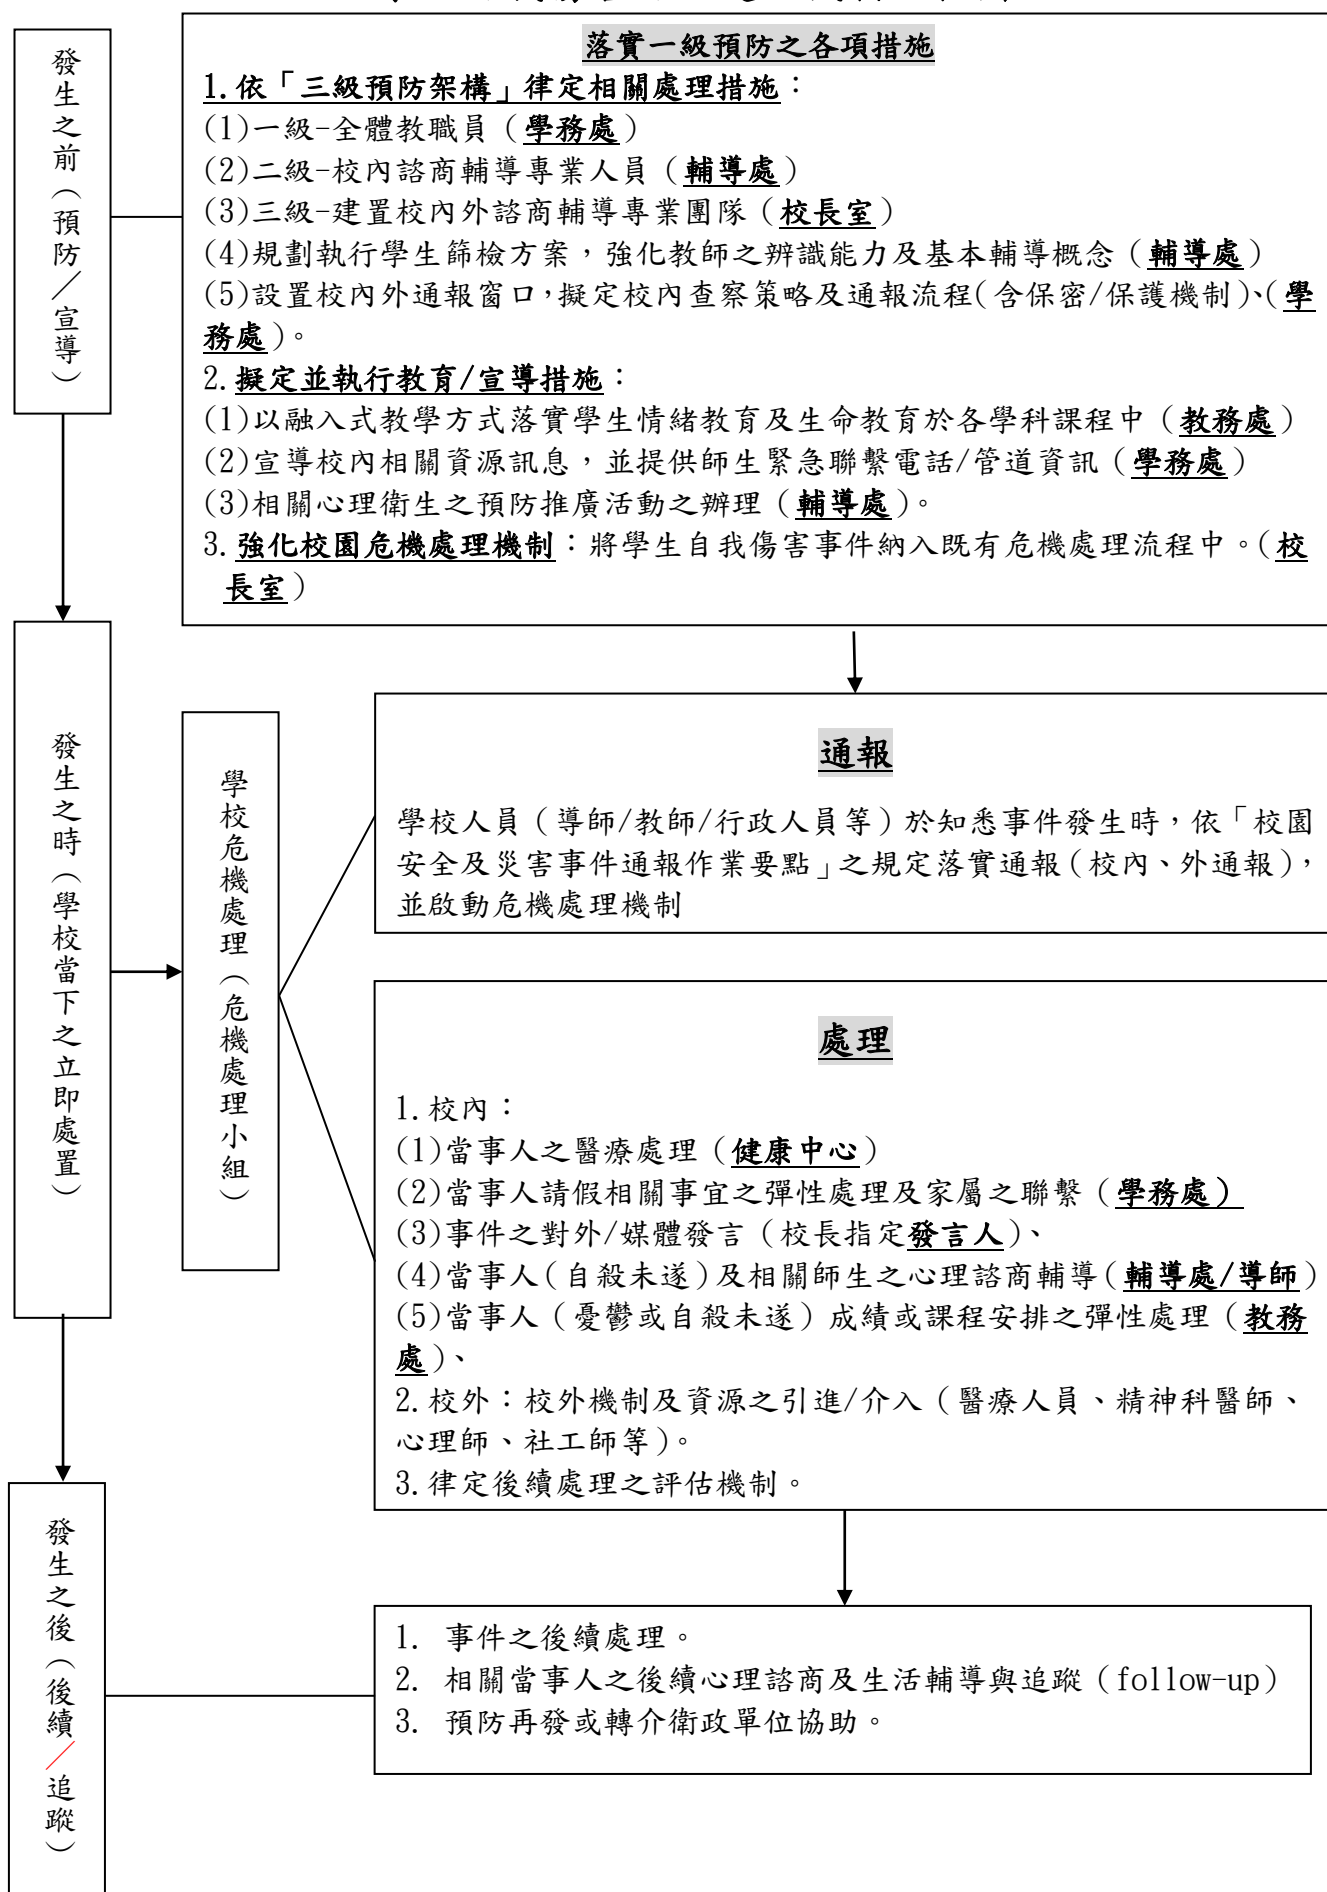 發生之前（預防／宣導）
落實一級預防之各項措施
1.依「三級預防架構」律定相關處理措施：
(1)一級-全體教職員（學務處）
(2)二級-校內諮商輔導專業人員（輔導處）
(3)三級-建置校內外諮商輔導專業團隊（校長室）
(4)規劃執行學生篩檢方案，強化教師之辨識能力及基本輔導概念（輔導處）
(5)設置校內外通報窗口，擬定校內查察策略及通報流程(含保密/保護機制)、(學
務處)。
2.擬定並執行教育/宣導措施：
(1)以融入式教學方式落實學生情緒教育及生命教育於各學科課程中（教務處）
(2)宣導校內相關資源訊息，並提供師生緊急聯繫電話/管道資訊（學務處）
(3)相關心理衛生之預防推廣活動之辦理（輔導處）。
3.強化校園危機處理機制：將學生自我傷害事件納入既有危機處理流程中。（校
長室）
發生之時（學校當下之立即處置）
學校危機處理（危機處理小組）
通報
學校人員（導師/教師/行政人員等）於知悉事件發生時，依「校園
安全及災害事件通報作業要點」之規定落實通報（校內、外通報），
並啟動危機處理機制
處理
1.校內：
(1)當事人之醫療處理（健康中心）
(2)當事人請假相關事宜之彈性處理及家屬之聯繫（學務處）
(3)事件之對外/媒體發言（校長指定發言人）、
(4)當事人(自殺未遂)及相關師生之心理諮商輔導(輔導處/導師)
(5)當事人（憂鬱或自殺未遂）成績或課程安排之彈性處理（教務
處）、
2.校外：校外機制及資源之引進/介入（醫療人員、精神科醫師、
心理師、社工師等）。
3.律定後續處理之評估機制。
發生之後（後續／追蹤）
1. 事件之後續處理。
2. 相關當事人之後續心理諮商及生活輔導與追蹤（follow-up）
3. 預防再發或轉介衛政單位協助。